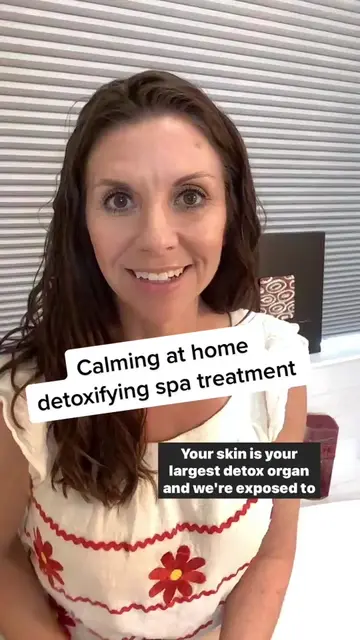 Calming at home
detoxifying spa treatment
Your skin is your
largest detox organ
and we're exposed to